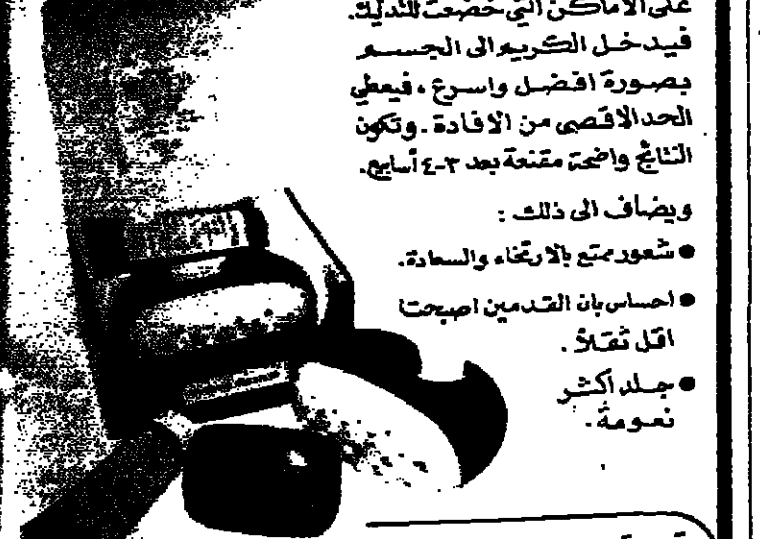 على الاماكن التي خضعت للتدليك.
فيدخل الكريم الى الجسم
بصورة افضل واسرع ، فيعطي
الحد الاقصى من الافادة . وتكون
النتائج واضحة مقنعة بعد ٣-٤ أسابيع.
ويضاف الى ذلك :
● شعور ممتع بالارتخاء والسعادة.
● احساس بان القدمين اصبحتا
اقل ثقلاً .
● جلد اكثر
نعومة .